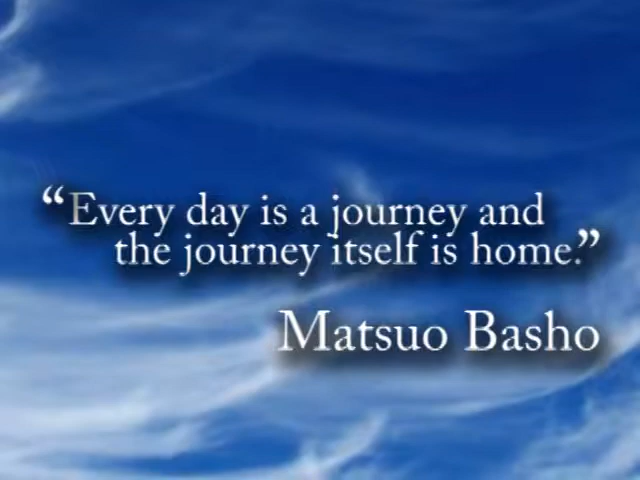 “Every day is a journey and
the journey itself is home.”
Matsuo Basho